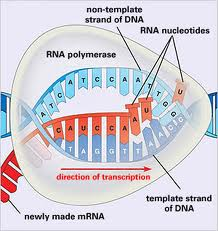 non-template
strand of DNA
RNA nucleotides
RNA polymerase
A T C C A A T T
U
G G
C A U C C A A U
T A G G T T A A C C
direction of transcription
newly made mRNA
template strand
of DNA